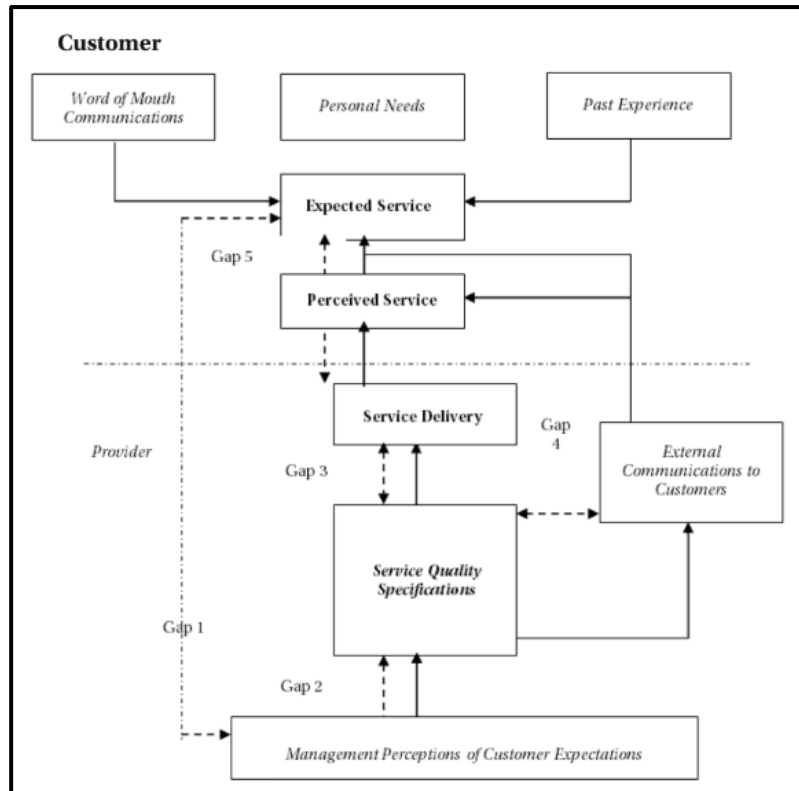 Customer
Word of Mouth
Communications
Personal Needs
Past Experience
Expected Service
Gap 5
Perceived Service
Service Delivery
Gap
4
Provider
External
Communications to
Customers
Gap 3
Service Quality
Specifications
Gap 1
Gap 2
Management Perceptions of Customer Expectations